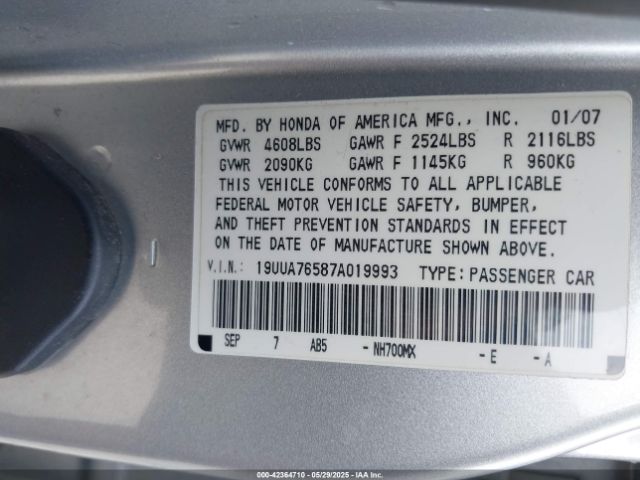 MFD. BY HONDA OF AMERICA MFG., INC. 01/07
GVWR 4608LBS GAWR F 2524LBS R 2116LBS
GVWR 2090KG GAWR F 1145KG R 960KG
THIS VEHICLE CONFORMS TO ALL APPLICABLE
FEDERAL MOTOR VEHICLE SAFETY, BUMPER,
AND THEFT PREVENTION STANDARDS IN EFFECT
ON THE DATE OF MANUFACTURE SHOWN ABOVE.
V.I.N.: 19UUA76587A019993 TYPE: PASSENGER CAR
SEP 7 AB5 - NH700MX - E - A
000-42364710 - 05/29/2025 - IAAI.CA